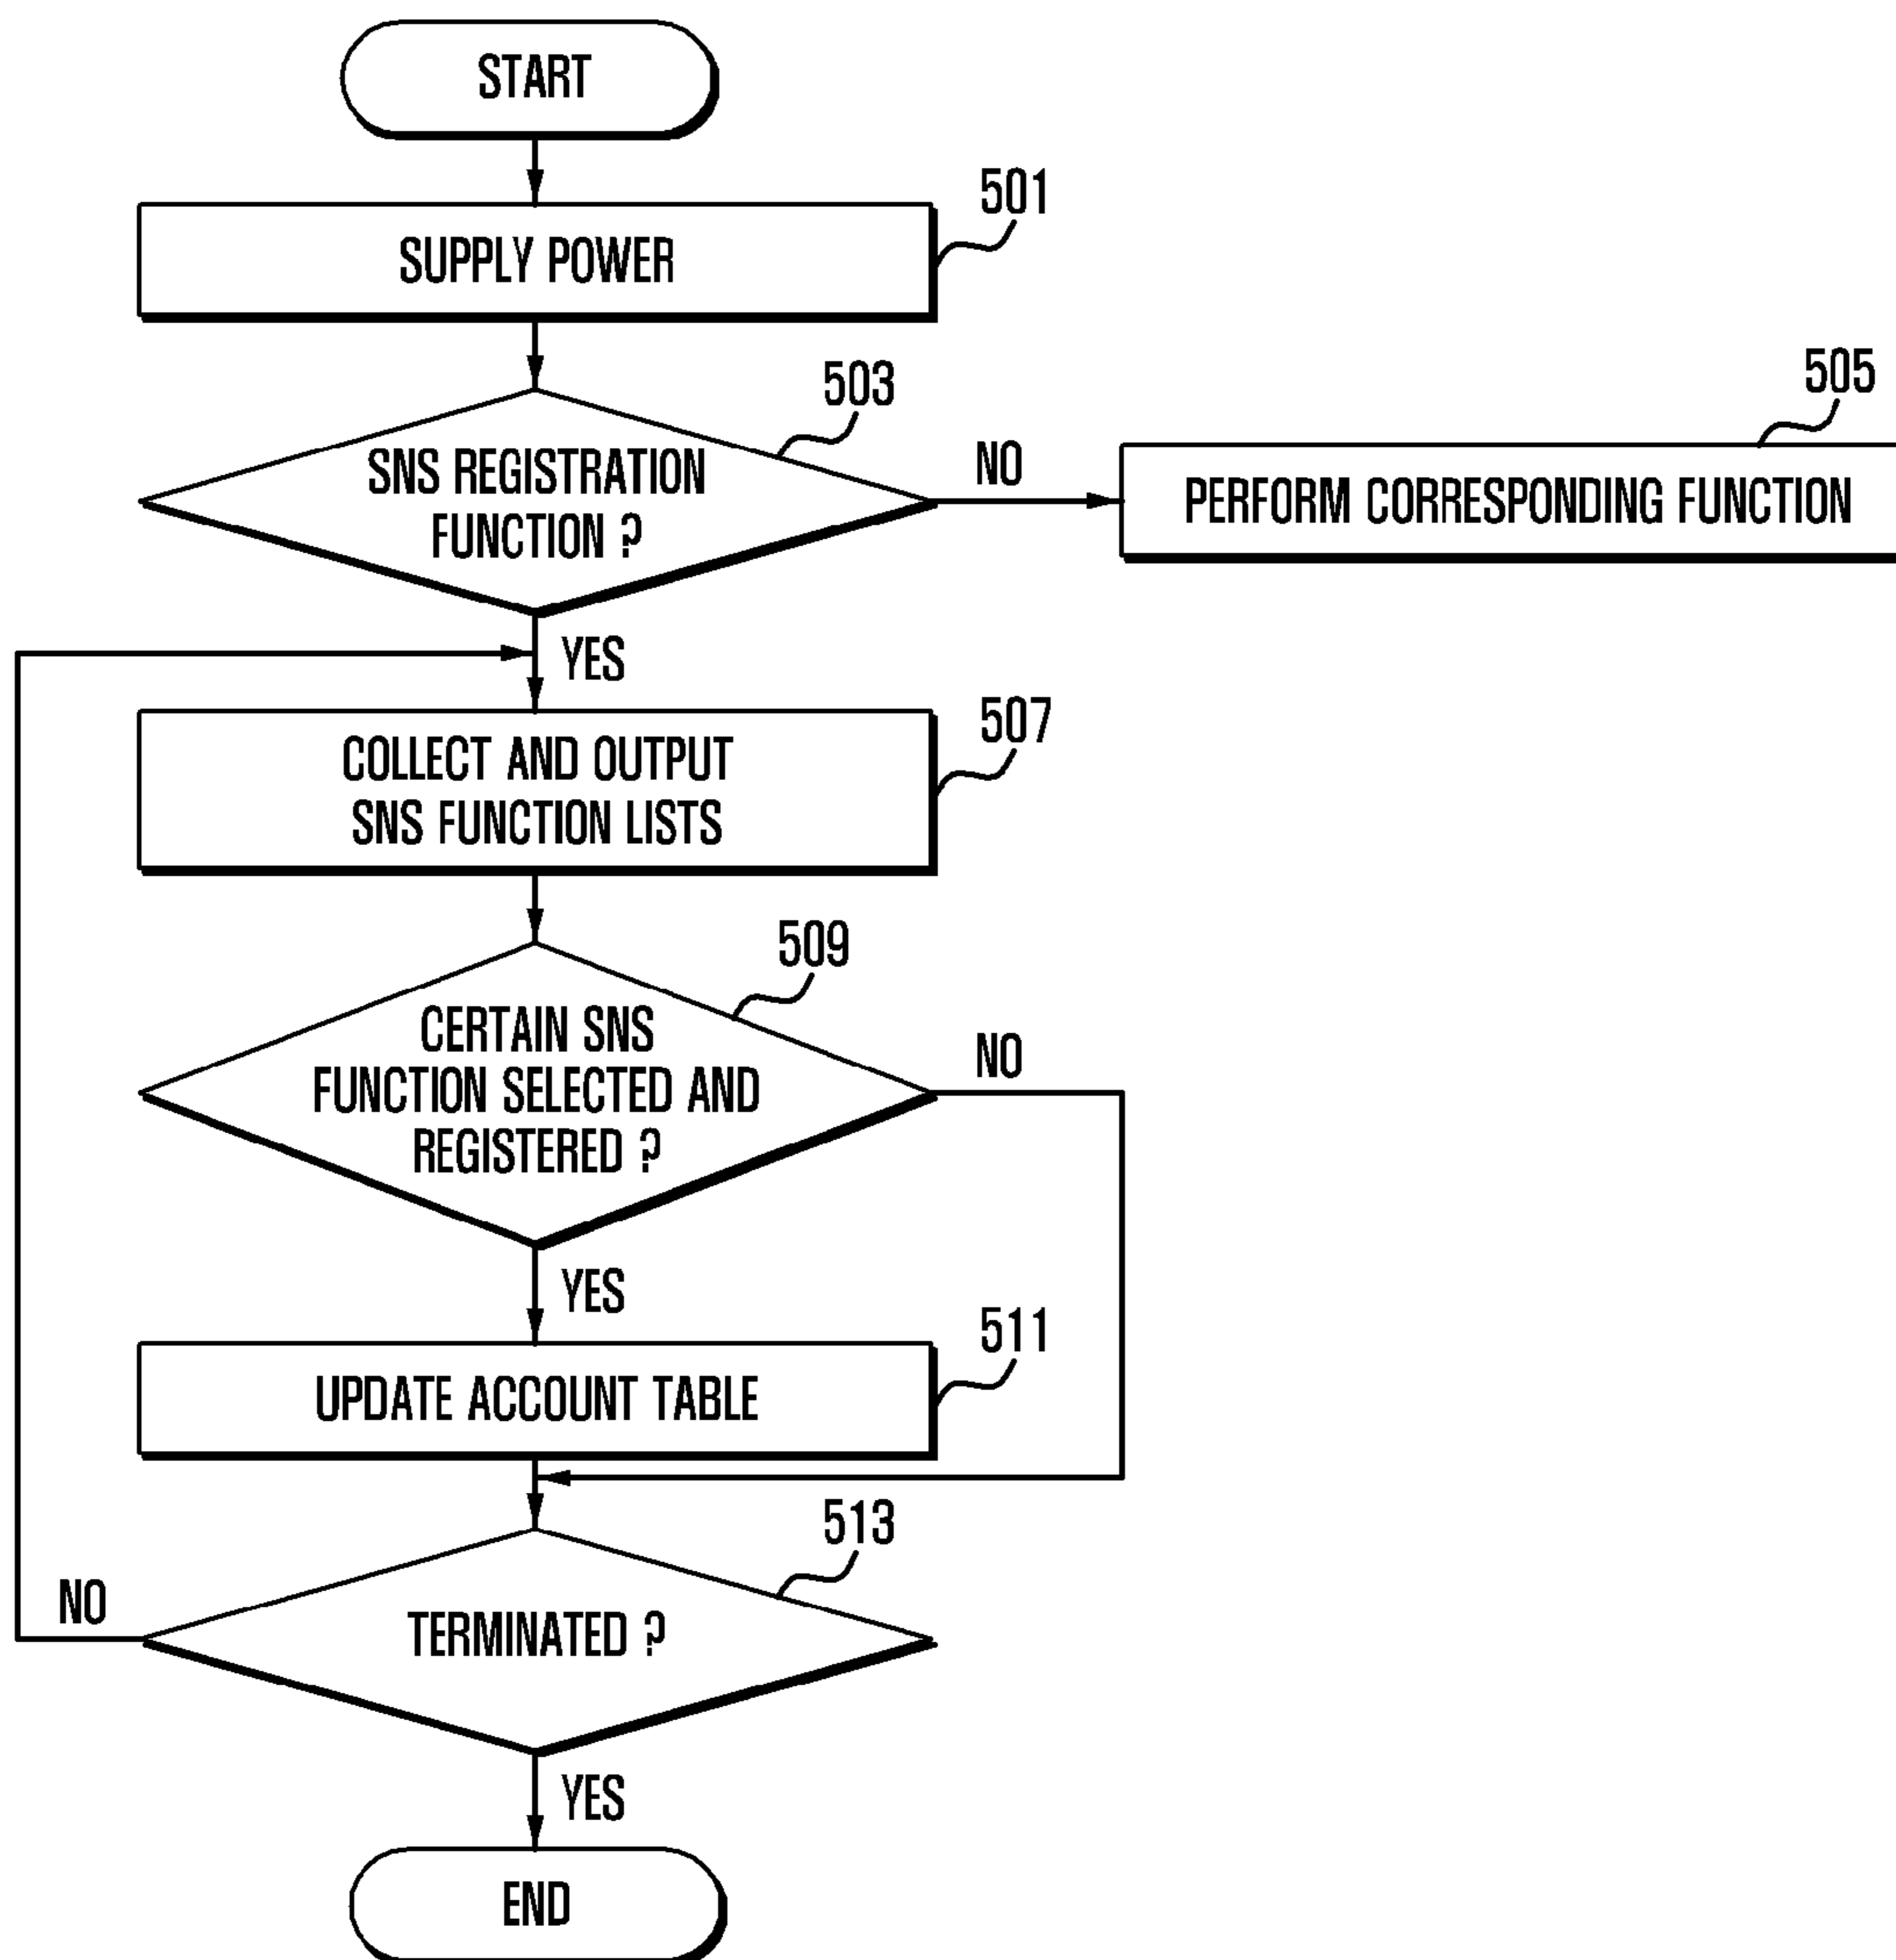 START
501
SUPPLY POWER
503
505
SNS REGISTRATION
FUNCTION ?
NO
PERFORM CORRESPONDING FUNCTION
YES
507
COLLECT AND OUTPUT
SNS FUNCTION LISTS
509
CERTAIN SNS
FUNCTION SELECTED AND
REGISTERED ?
NO
YES
511
UPDATE ACCOUNT TABLE
513
NO
TERMINATED ?
YES
END